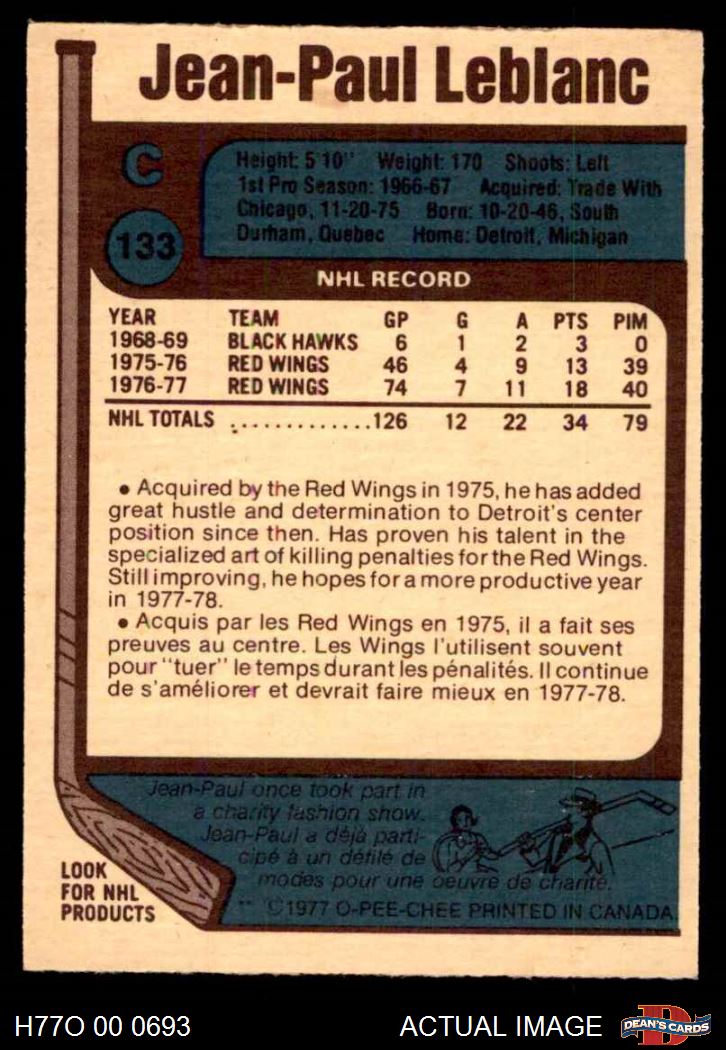 Jean-Paul Leblanc
C
133
Height: 5'10" Weight: 170 Shoots: Left
1st Pro Season: 1966-67 Acquired: Trade With
Chicago, 11-20-75 Born: 10-20-46, South
Durham, Quebec Home: Detroit, Michigan
NHL RECORD
YEAR TEAM GP G A PTS PIM
1968-69 BLACK HAWKS 6 1 2 3 0
1975-76 RED WINGS 46 4 9 13 39
1976-77 RED WINGS 74 7 11 18 40
NHL TOTALS ............. 126 12 22 34 79
• Acquired by the Red Wings in 1975, he has added
great hustle and determination to Detroit's center
position since then. Has proven his talent in the
specialized art of killing penalties for the Red Wings.
Still improving, he hopes for a more productive year
in 1977-78.
• Acquis par les Red Wings en 1975, il a fait ses
preuves au centre. Les Wings l'utilisent souvent
pour "tuer" le temps durant les pénalités. Il continue
de s'améliorer et devrait faire mieux en 1977-78.
Jean-Paul once took part in
a charity fashion show.
Jean-Paul a déjà parti-
cipé à un défilé de
modes pour une oeuvre de charité.
LOOK
FOR NHL
PRODUCTS
** ©1977 O-PEE-CHEE PRINTED IN CANADA.
H77O 00 0693 ACTUAL IMAGE
D
DEAN'S CARDS